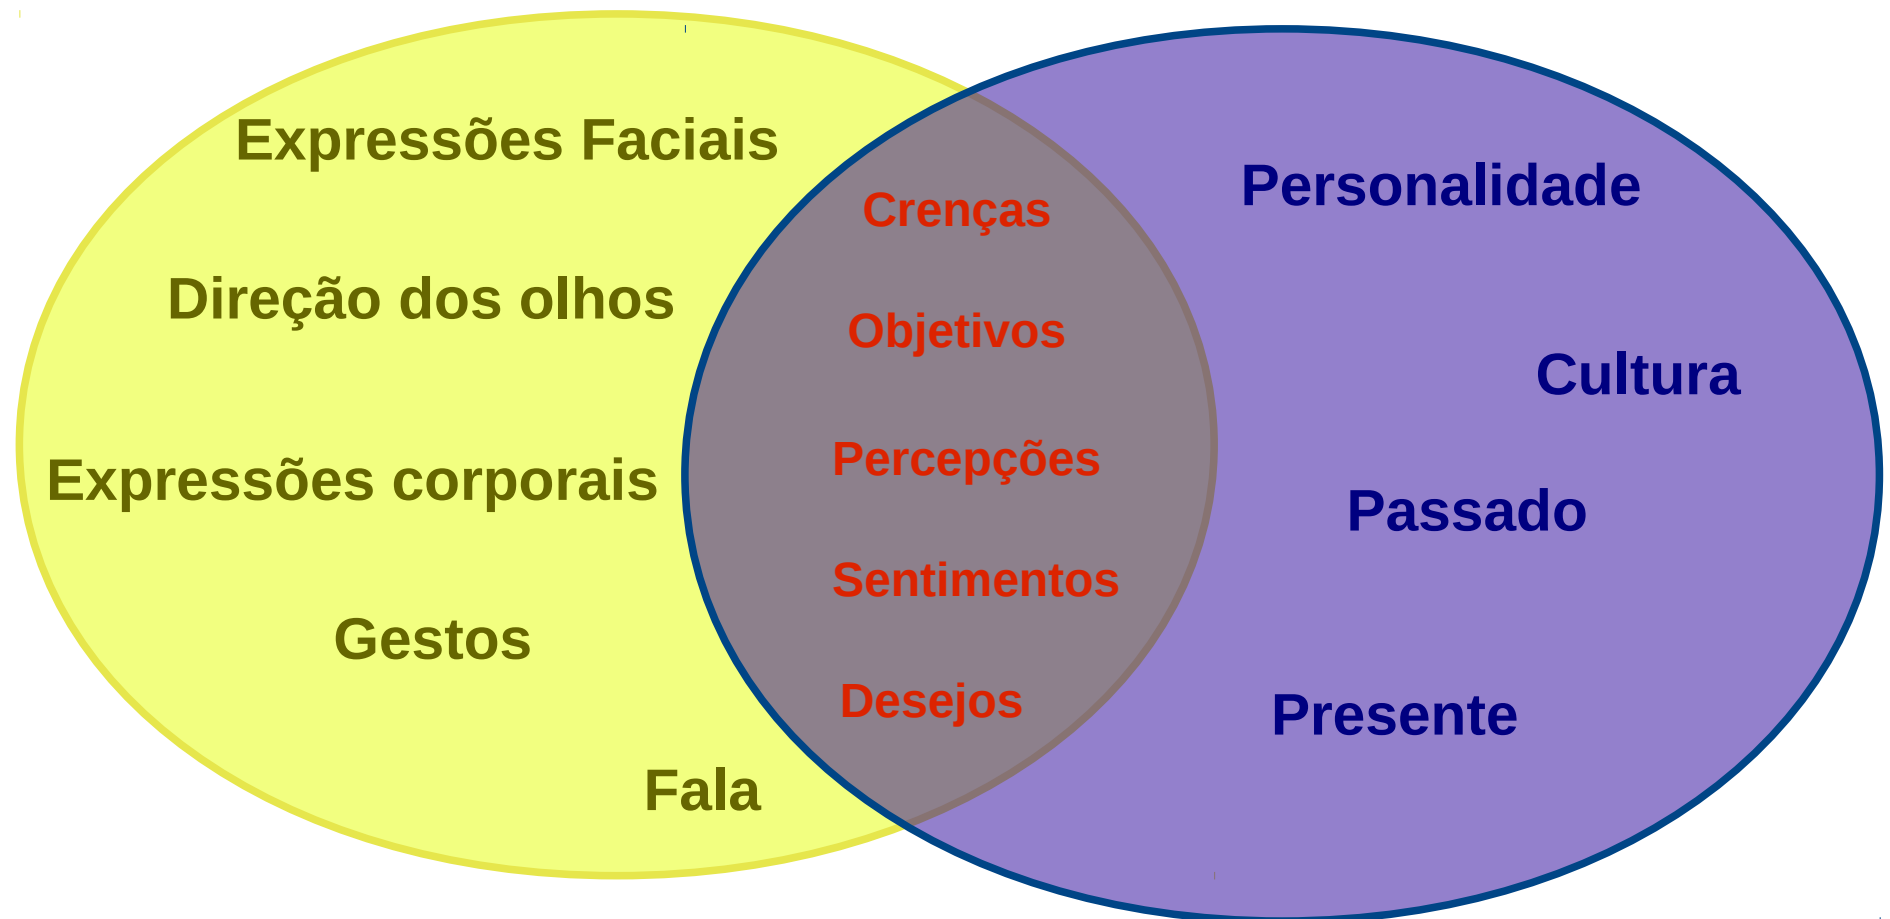 Expressões Faciais
Direção dos olhos
Expressões corporais
Gestos
Fala
Crenças
Objetivos
Percepções
Sentimentos
Desejos
Personalidade
Cultura
Passado
Presente